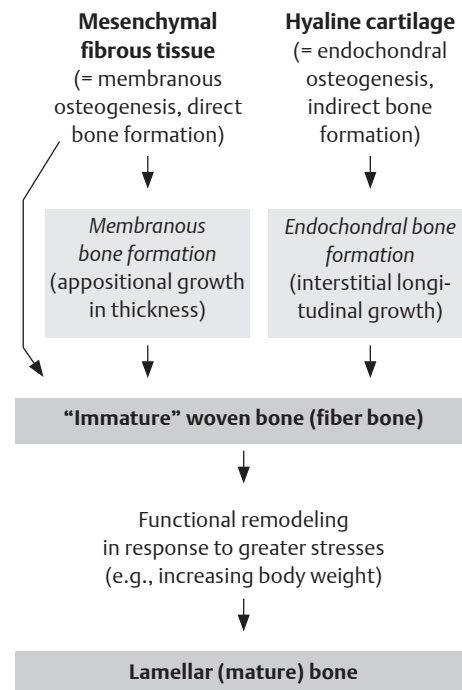 Mesenchymal
fibrous tissue
(= membranous
osteogenesis, direct
bone formation)
Hyaline cartilage
(= endochondral
osteogenesis,
indirect bone
formation)
Membranous
bone formation
(appositional growth
in thickness)
Endochondral bone
formation
(interstitial longi-
tudinal growth)
“Immature” woven bone (fiber bone)
Functional remodeling
in response to greater stresses
(e.g., increasing body weight)
Lamellar (mature) bone